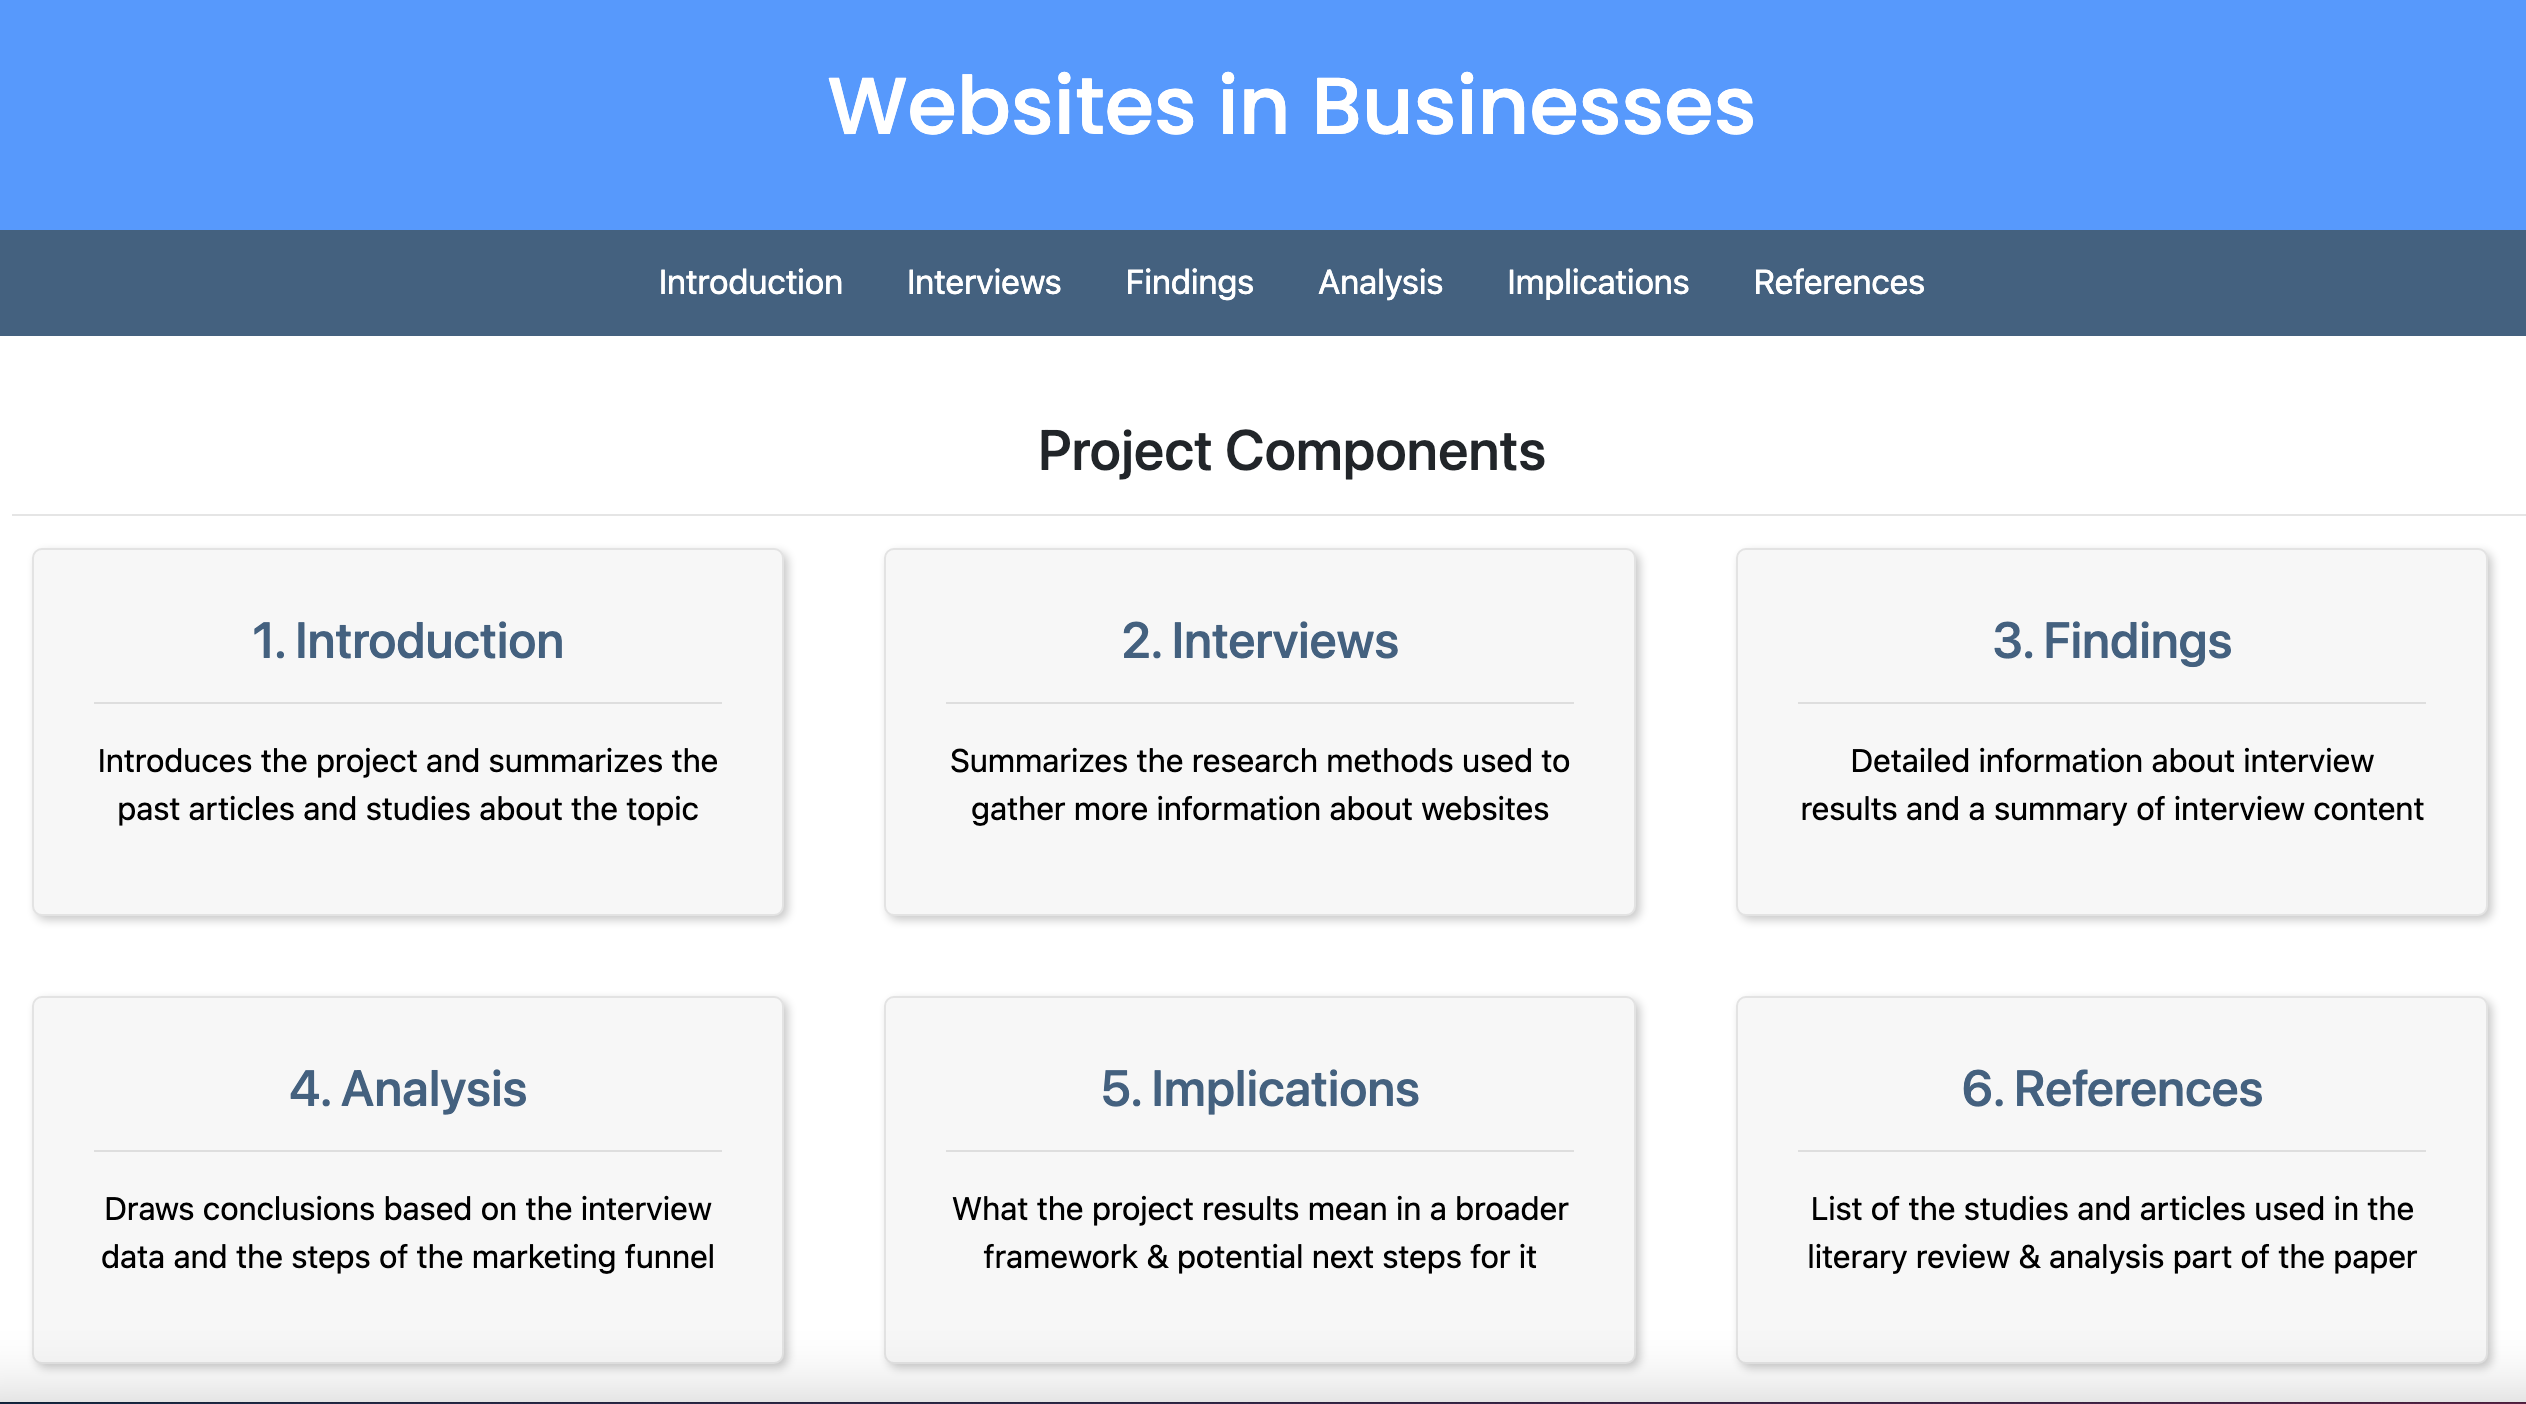 Websites in Businesses
Introduction Interviews Findings Analysis Implications References
Project Components
1. Introduction
Introduces the project and summarizes the
past articles and studies about the topic
2. Interviews
Summarizes the research methods used to
gather more information about websites
3. Findings
Detailed information about interview
results and a summary of interview content
4. Analysis
Draws conclusions based on the interview
data and the steps of the marketing funnel
5. Implications
What the project results mean in a broader
framework & potential next steps for it
6. References
List of the studies and articles used in the
literary review & analysis part of the paper